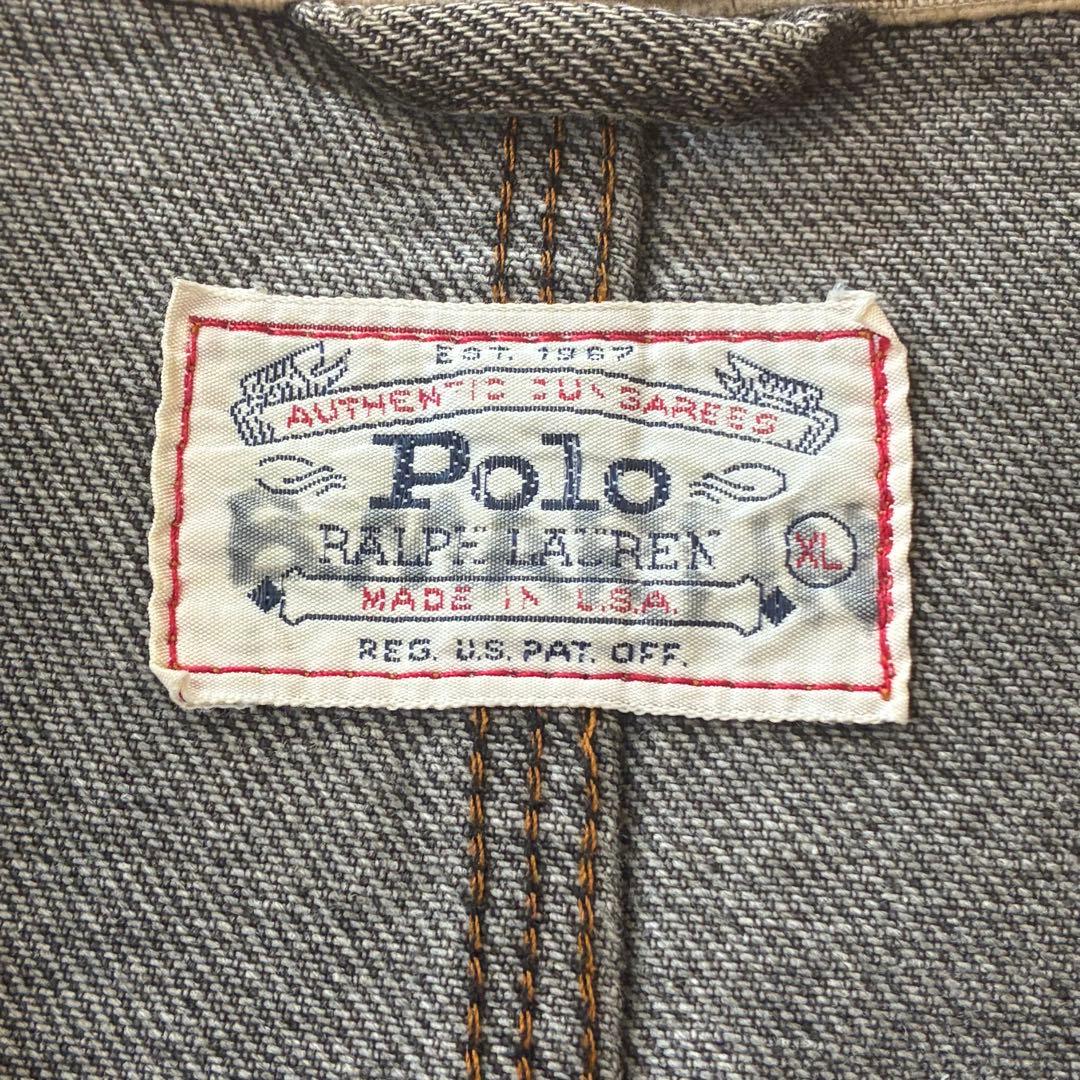 EST. 1967
AUTHENTIC DUNGAREES
Polo
RALPH LAUREN
XL
MADE IN U.S.A.
REG. U.S. PAT. OFF.